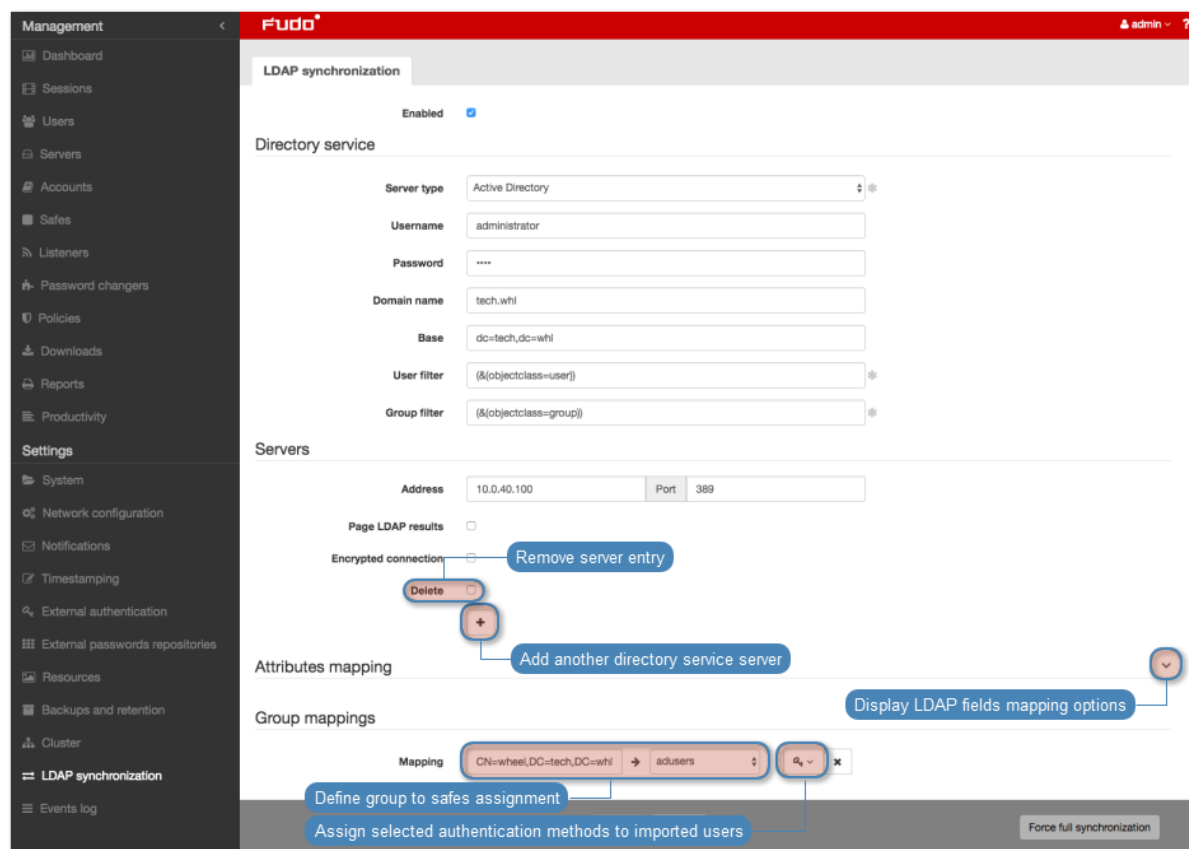 Management
Fudo
admin
?
Dashboard
Sessions
Users
Servers
Accounts
Safes
Listeners
Password changers
Policies
Downloads
Reports
Productivity
Settings
System
Network configuration
Notifications
Timestamping
External authentication
External passwords repositories
Resources
Backups and retention
Cluster
LDAP synchronization
Events log
LDAP synchronization
Enabled
Directory service
Server type Active Directory
Username administrator
Password ····
Domain name tech.whl
Base dc=tech,dc=whl
User filter (&(objectclass=user))
Group filter (&(objectclass=group))
Servers
Address 10.0.40.100 Port 389
Page LDAP results
Encrypted connection
Remove server entry
Delete
+
Add another directory service server
Attributes mapping
Display LDAP fields mapping options
Group mappings
Mapping CN=wheel,DC=tech,DC=whl → adusers
Define group to safes assignment
Assign selected authentication methods to imported users
Force full synchronization